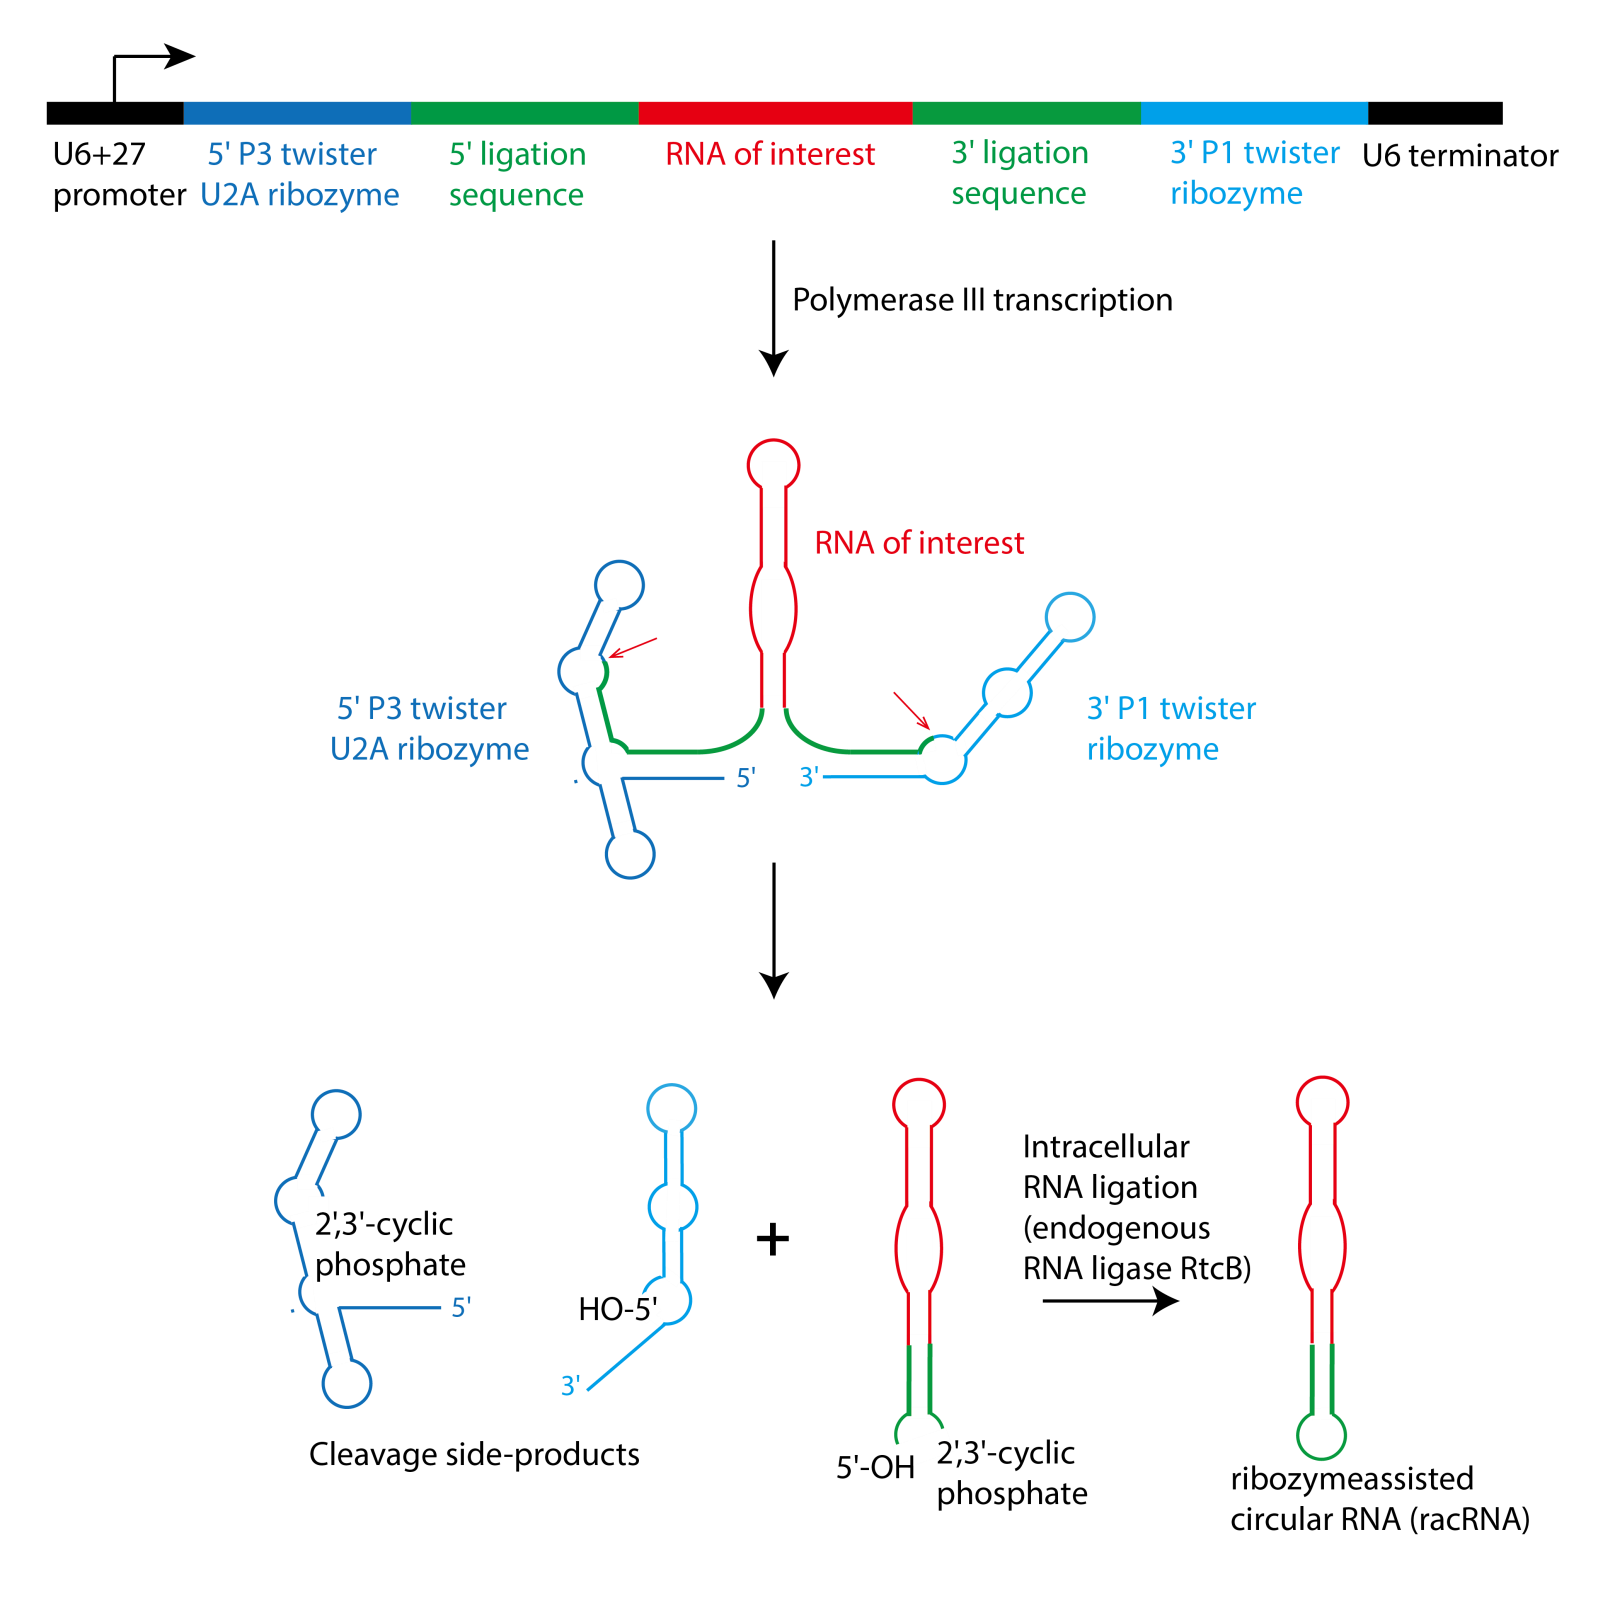 U6+27
promoter
5' P3 twister
U2A ribozyme
5' ligation
sequence
RNA of interest
3' ligation
sequence
3' P1 twister
ribozyme
U6 terminator
Polymerase III transcription
RNA of interest
5' P3 twister
U2A ribozyme
3' P1 twister
ribozyme
5'
3'
2',3'-cyclic
phosphate
5'
HO-5'
3'
Cleavage side-products
+
5'-OH
2',3'-cyclic
phosphate
Intracellular
RNA ligation
(endogenous
RNA ligase RtcB)
ribozymeassisted
circular RNA (racRNA)